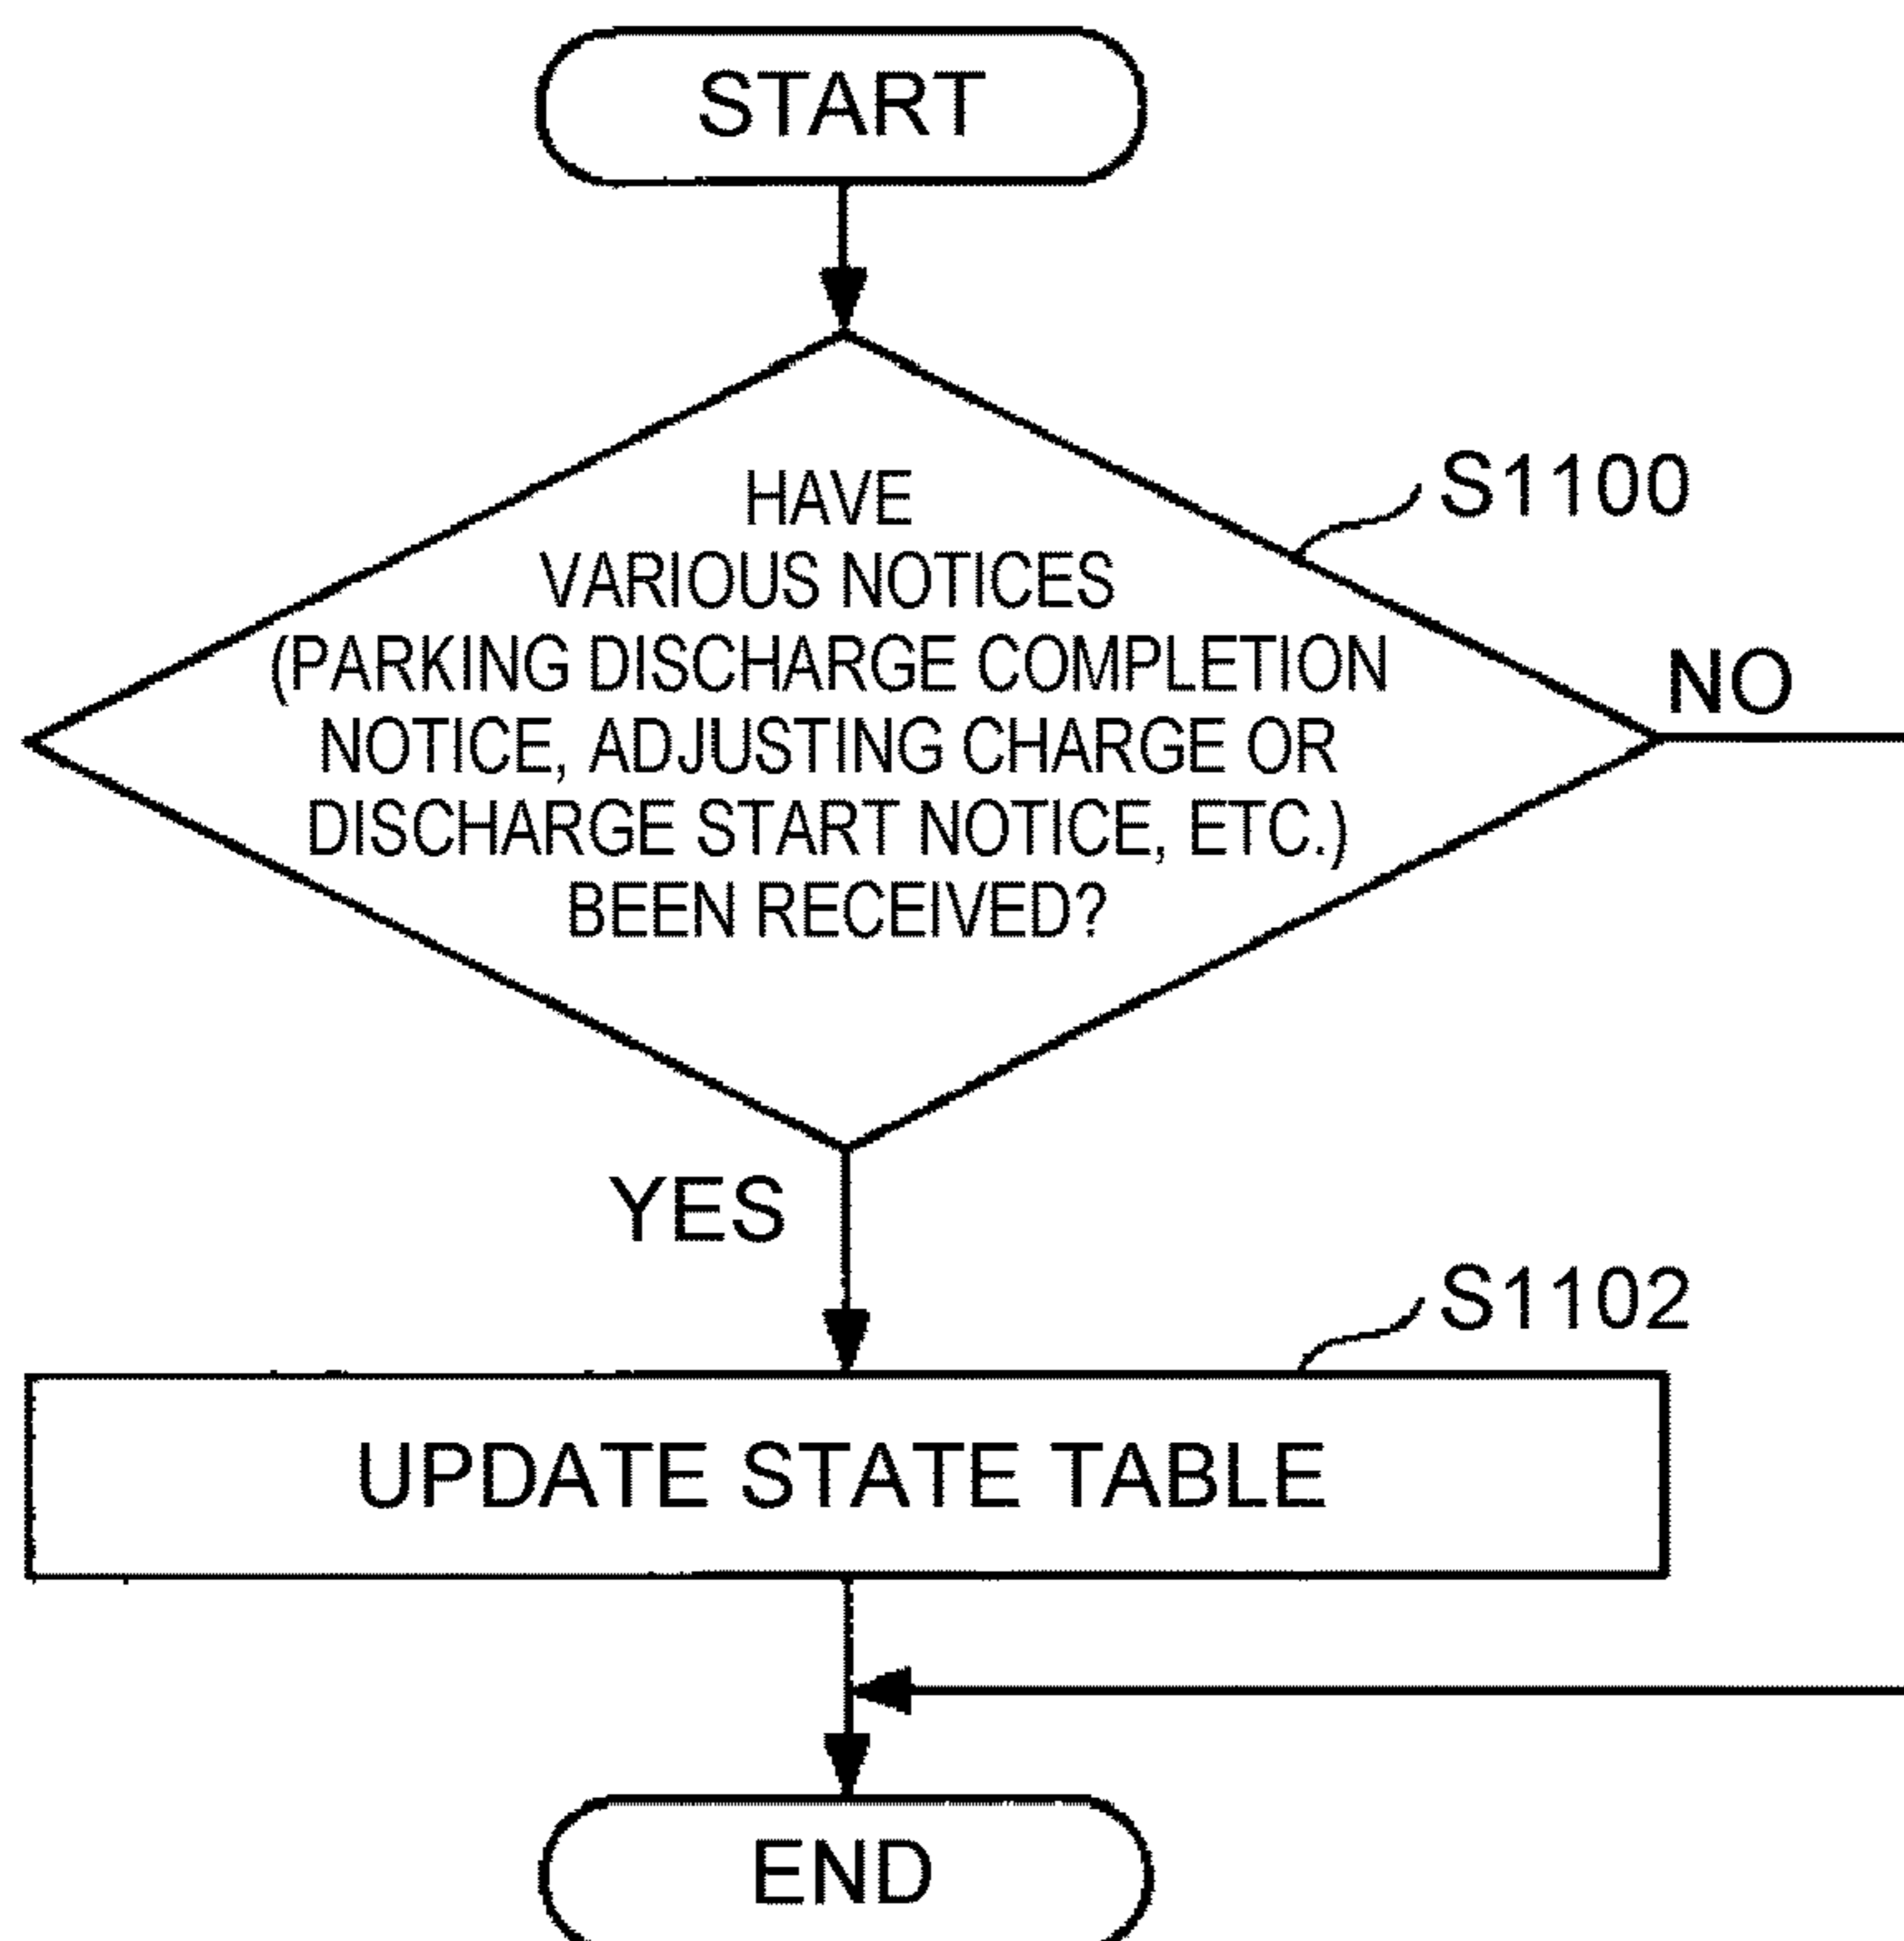 START
HAVE
VARIOUS NOTICES
(PARKING DISCHARGE COMPLETION
NOTICE, ADJUSTING CHARGE OR
DISCHARGE START NOTICE, ETC.)
BEEN RECEIVED?
S1100
NO
YES
S1102
UPDATE STATE TABLE
END